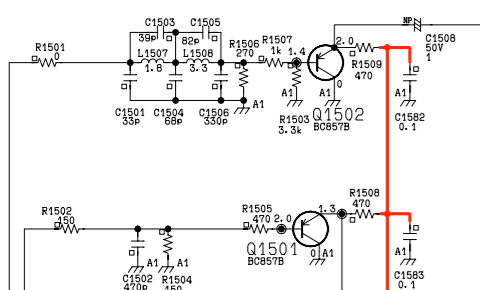 C1503
39p
C1505
82p
NP
R1501
0
L1507
1.8
L1508
3.3
R1506
270
R1507
1k
1.4
2.0
R1509
470
C1508
50V
1
C1501
33p
C1504
68p
C1506
330p
A1
R1503
3.3k
A1
0
A1
Q1502
BC857B
A1
C1582
0.1
R1502
150
R1505
470
2.0
1.3
R1508
470
Q1501
BC857B
0
A1
A1
A1
A1
C1502
470p
R1504
150
C1583
0.1